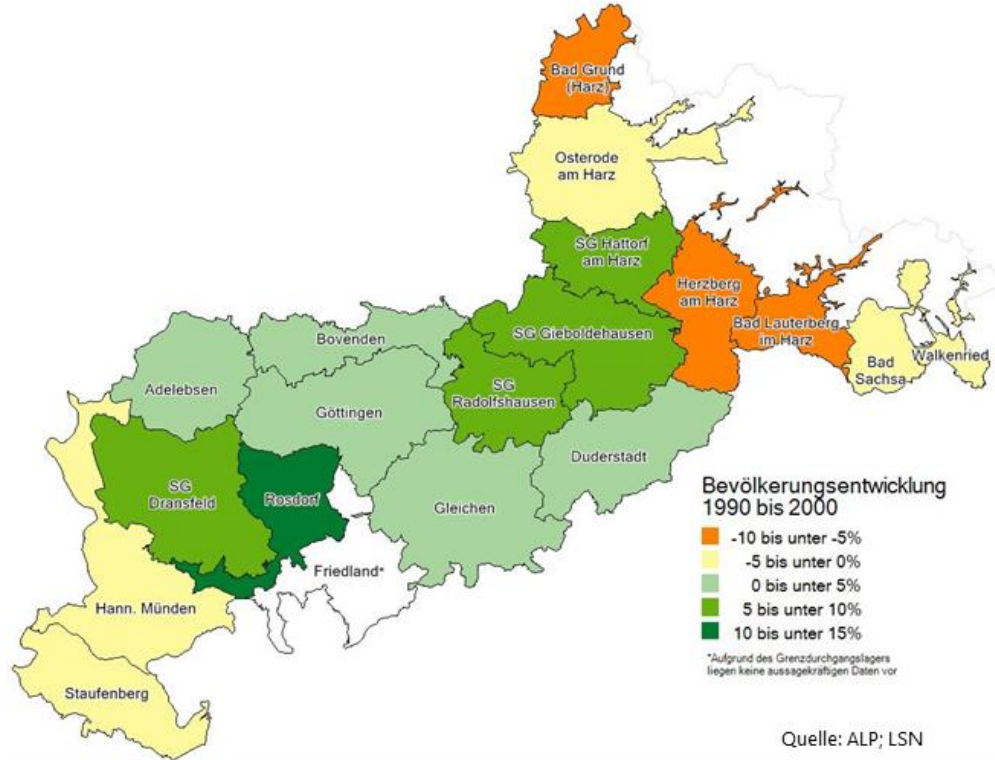 Bad Grund
(Harz)
Osterode
am Harz
SG Hattorf
am Harz
Herzberg
am Harz
Bad Lauterberg
im Harz
Bad
Sachsa
Walkenried
SG Gieboldehausen
SG
Radolfshausen
Bovenden
Adelebsen
Göttingen
Duderstadt
Gleichen
SG
Dransfeld
Rosdorf
Friedland*
Hann. Münden
Staufenberg
Bevölkerungsentwicklung
1990 bis 2000
-10 bis unter -5%
-5 bis unter 0%
0 bis unter 5%
5 bis unter 10%
10 bis unter 15%
*Aufgrund des Grenzdurchgangslagers
liegen keine aussagekräftigen Daten vor
Quelle: ALP; LSN